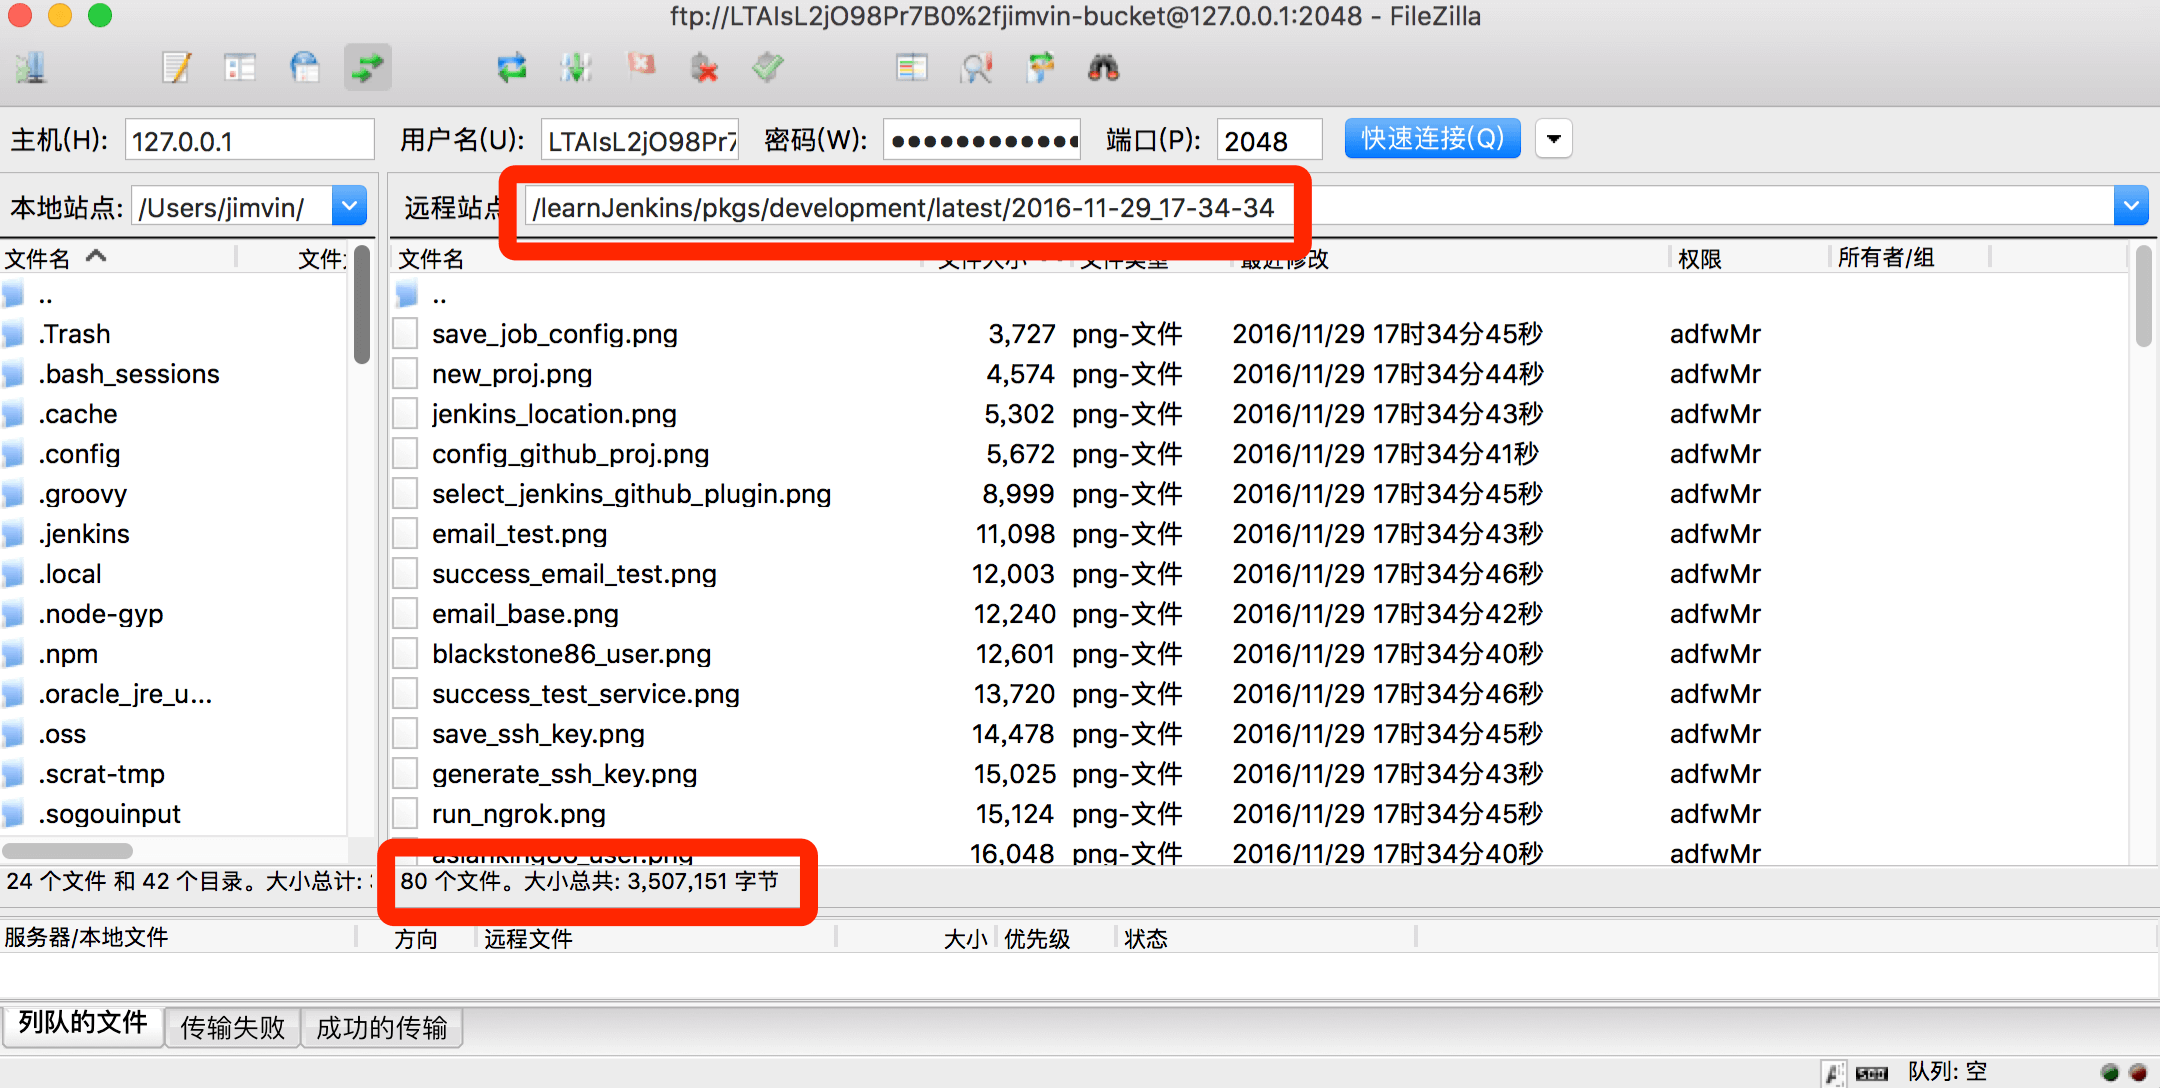 ftp://LTAIsL2jO98Pr7B0%2fjimvin-bucket@127.0.0.1:2048 - FileZilla
主机(H): 127.0.0.1 用户名(U): LTAIsL2jO98Pr7 密码(W): ●●●●●●●●●●●● 端口(P): 2048 快速连接(Q)
本地站点: /Users/jimvin/ 远程站点 /learnJenkins/pkgs/development/latest/2016-11-29_17-34-34
文件名 文件 文件名 文件大小 文件类型 最近修改 权限 所有者/组
.. ..
.Trash save_job_config.png 3,727 png-文件 2016/11/29 17时34分45秒 adfwMr
.bash_sessions new_proj.png 4,574 png-文件 2016/11/29 17时34分44秒 adfwMr
.cache jenkins_location.png 5,302 png-文件 2016/11/29 17时34分43秒 adfwMr
.config config_github_proj.png 5,672 png-文件 2016/11/29 17时34分41秒 adfwMr
.groovy select_jenkins_github_plugin.png 8,999 png-文件 2016/11/29 17时34分45秒 adfwMr
.jenkins email_test.png 11,098 png-文件 2016/11/29 17时34分43秒 adfwMr
.local success_email_test.png 12,003 png-文件 2016/11/29 17时34分46秒 adfwMr
.node-gyp email_base.png 12,240 png-文件 2016/11/29 17时34分42秒 adfwMr
.npm blackstone86_user.png 12,601 png-文件 2016/11/29 17时34分40秒 adfwMr
.oracle_jre_u... success_test_service.png 13,720 png-文件 2016/11/29 17时34分46秒 adfwMr
.oss save_ssh_key.png 14,478 png-文件 2016/11/29 17时34分45秒 adfwMr
.scrat-tmp generate_ssh_key.png 15,025 png-文件 2016/11/29 17时34分43秒 adfwMr
.sogouinput run_ngrok.png 15,124 png-文件 2016/11/29 17时34分45秒 adfwMr
asianking86_user.png 16,048 png-文件 2016/11/29 17时34分40秒 adfwMr
24 个文件 和 42 个目录。大小总计: 80 个文件。大小总共: 3,507,151 字节
服务器/本地文件 方向 远程文件 大小 优先级 状态
列队的文件 传输失败 成功的传输
队列: 空